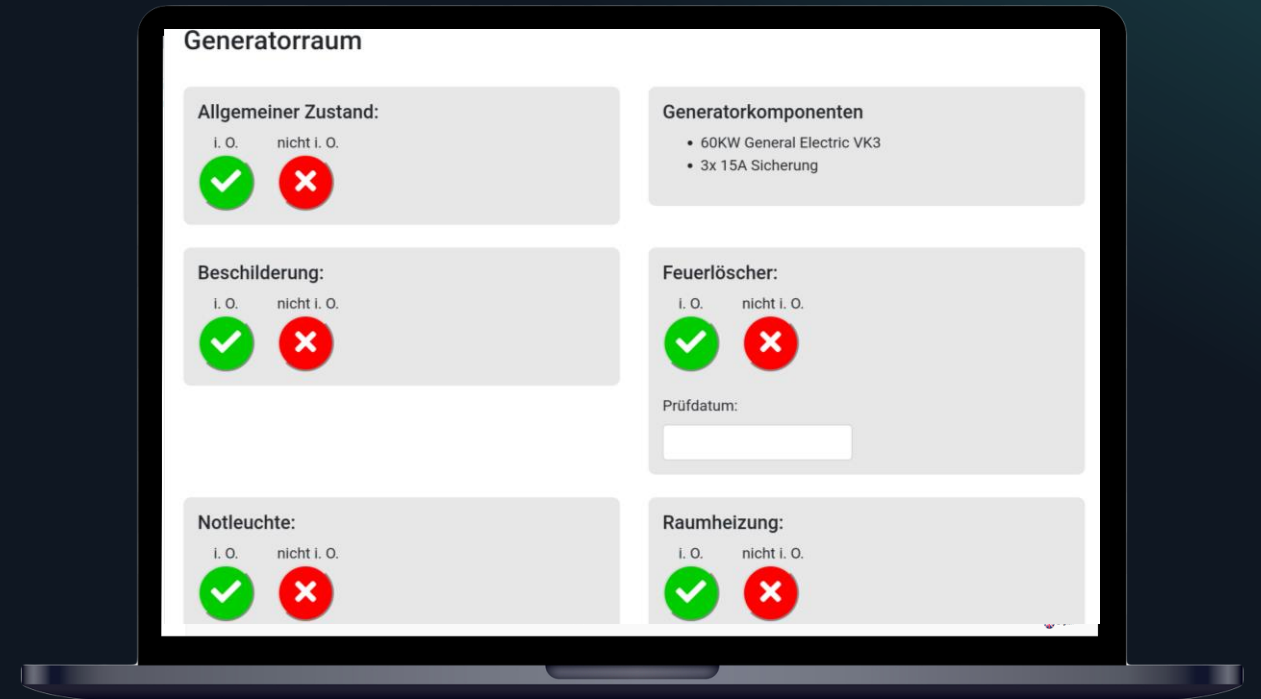 Generatorraum
Allgemeiner Zustand:
i. O. nicht i. O.
Generatorkomponenten
• 60KW General Electric VK3
• 3x 15A Sicherung
Beschilderung:
i. O. nicht i. O.
Feuerlöscher:
i. O. nicht i. O.
Prüfdatum:
Notleuchte:
i. O. nicht i. O.
Raumheizung:
i. O. nicht i. O.